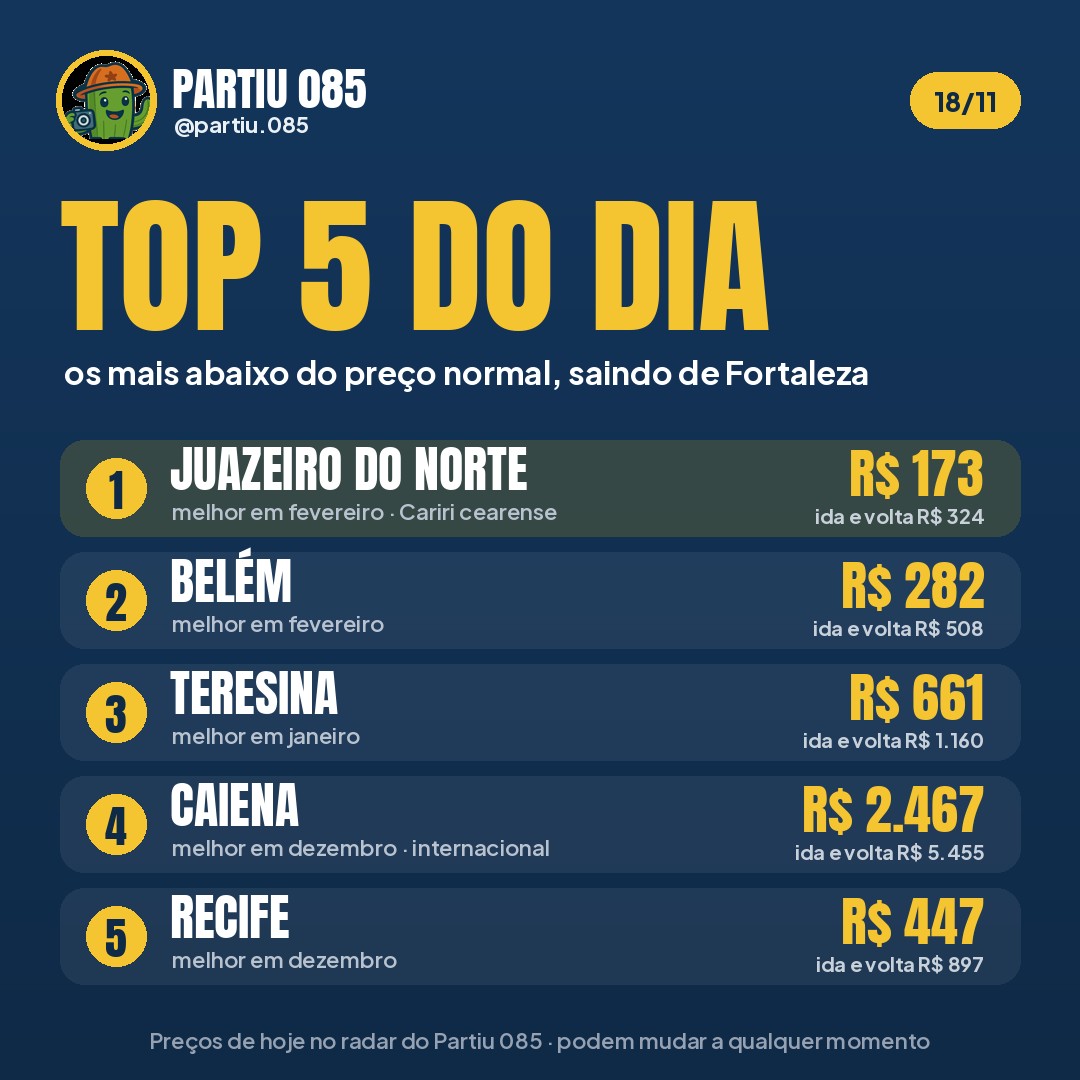 PARTIU 085
@partiu.085
18/11
TOP 5 DO DIA
os mais abaixo do preço normal, saindo de Fortaleza
1
JUAZEIRO DO NORTE
melhor em fevereiro · Cariri cearense
R$ 173
ida e volta R$ 324
2
BELÉM
melhor em fevereiro
R$ 282
ida e volta R$ 508
3
TERESINA
melhor em janeiro
R$ 661
ida e volta R$ 1.160
4
CAIENA
melhor em dezembro · internacional
R$ 2.467
ida e volta R$ 5.455
5
RECIFE
melhor em dezembro
R$ 447
ida e volta R$ 897
Preços de hoje no radar do Partiu 085 · podem mudar a qualquer momento